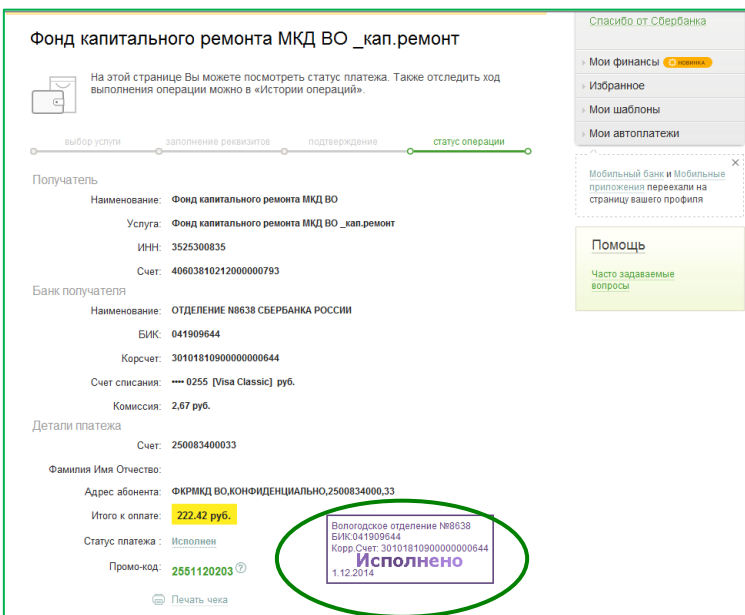 Фонд капитального ремонта МКД ВО _кап.ремонт
На этой странице Вы можете посмотреть статус платежа. Также отследить ход
выполнения операции можно в «Истории операций».
выбор услуги заполнение реквизитов подтверждение статус операции
Получатель
Наименование: Фонд капитального ремонта МКД ВО
Услуга: Фонд капитального ремонта МКД ВО _кап.ремонт
ИНН: 3525300835
Счет: 40603810212000000793
Банк получателя
Наименование: ОТДЕЛЕНИЕ N8638 СБЕРБАНКА РОССИИ
БИК: 041909644
Корсчет: 30101810900000000644
Счет списания: •••• 0255 [Visa Classic] руб.
Комиссия: 2,67 руб.
Детали платежа
Счет: 250083400033
Фамилия Имя Отчество:
Адрес абонента: ФКРМКД ВО,КОНФИДЕНЦИАЛЬНО,2500834000,33
Итого к оплате: 222.42 руб.
Статус платежа : Исполнен
Промо-код: 2551120203 ?
Печать чека
Вологодское отделение №8638
БИК:041909644
Корр.Счет: 30101810900000000644
Исполнено
1.12.2014
Спасибо от Сбербанка
Мои финансы НОВИНКА
Избранное
Мои шаблоны
Мои автоплатежи
Мобильный банк и Мобильные
приложения переехали на
страницу вашего профиля
Помощь
Часто задаваемые
вопросы